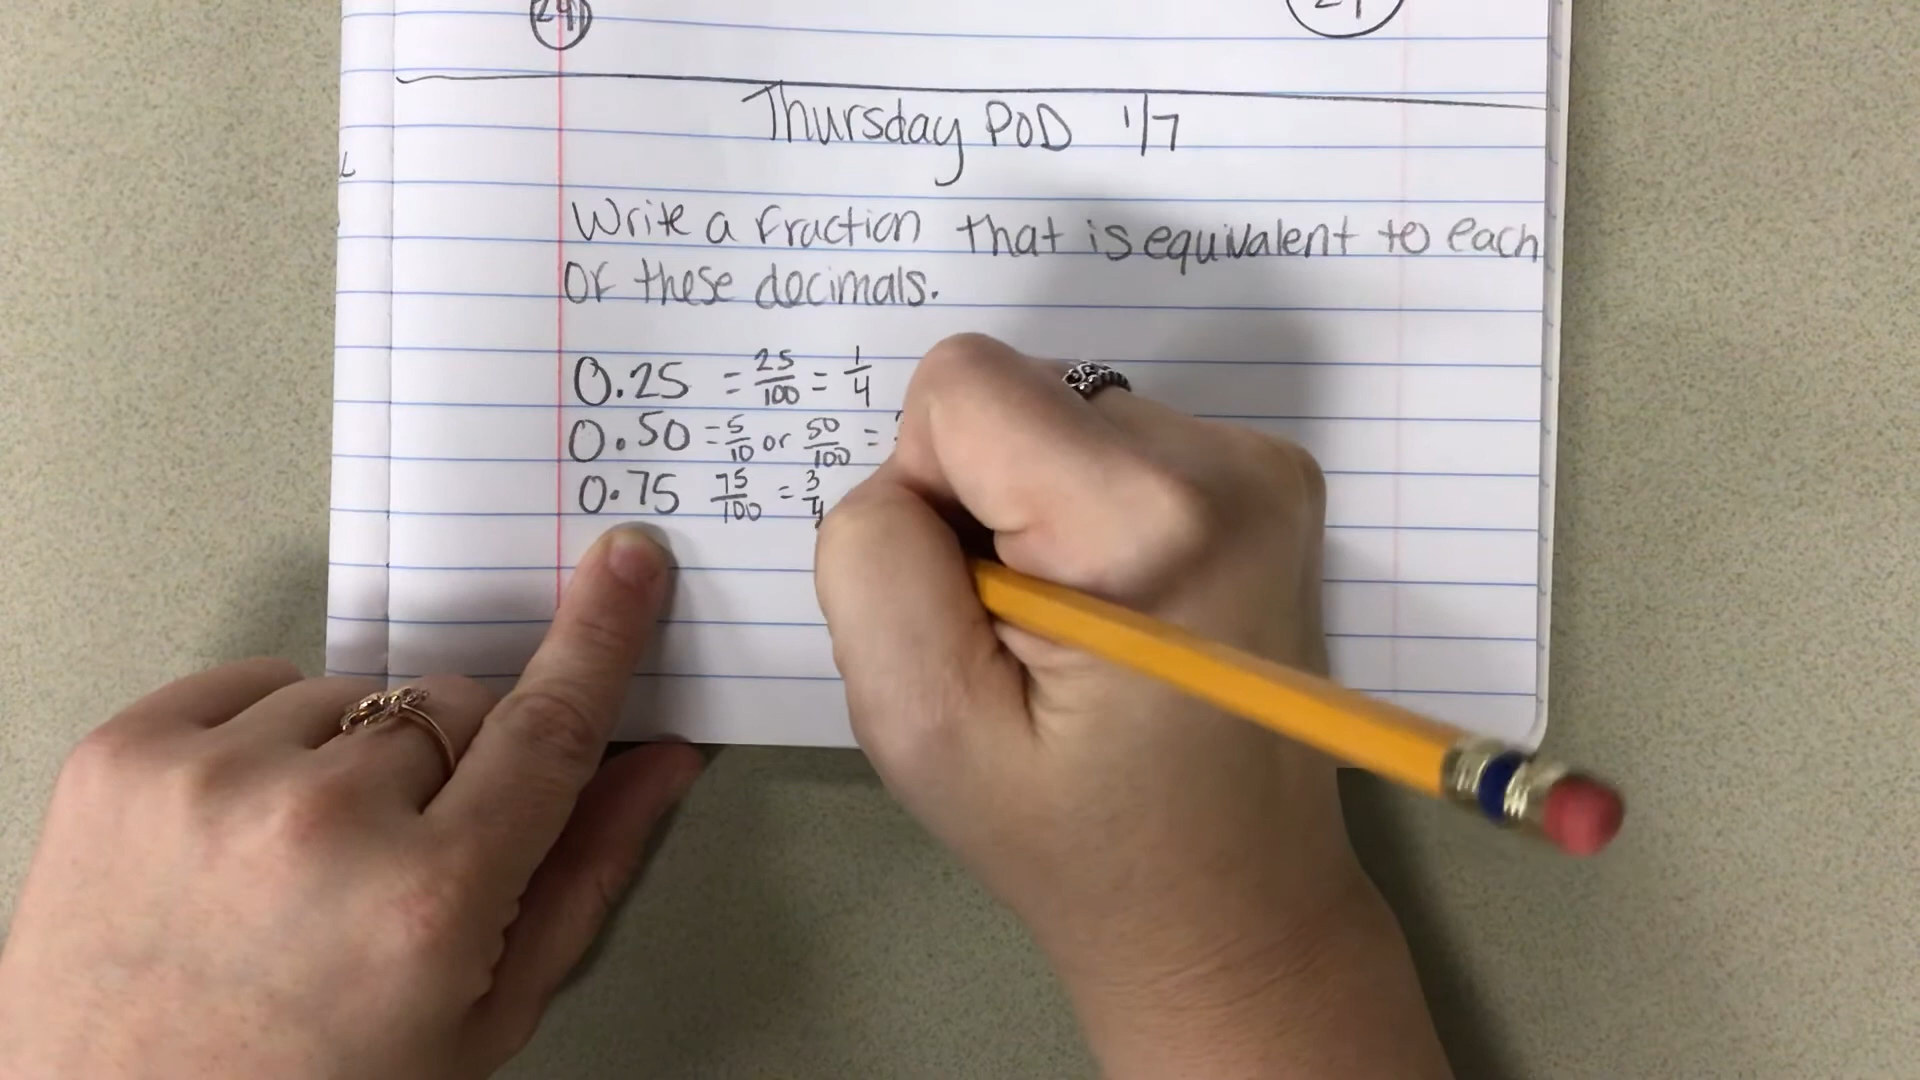 24
Thursday POD 1/7
Write a fraction that is equivalent to each
of these decimals.
0.25 = 25/100 = 1/4
0.50 = 5/10 or 50/100 =
0.75 75/100 = 3/4